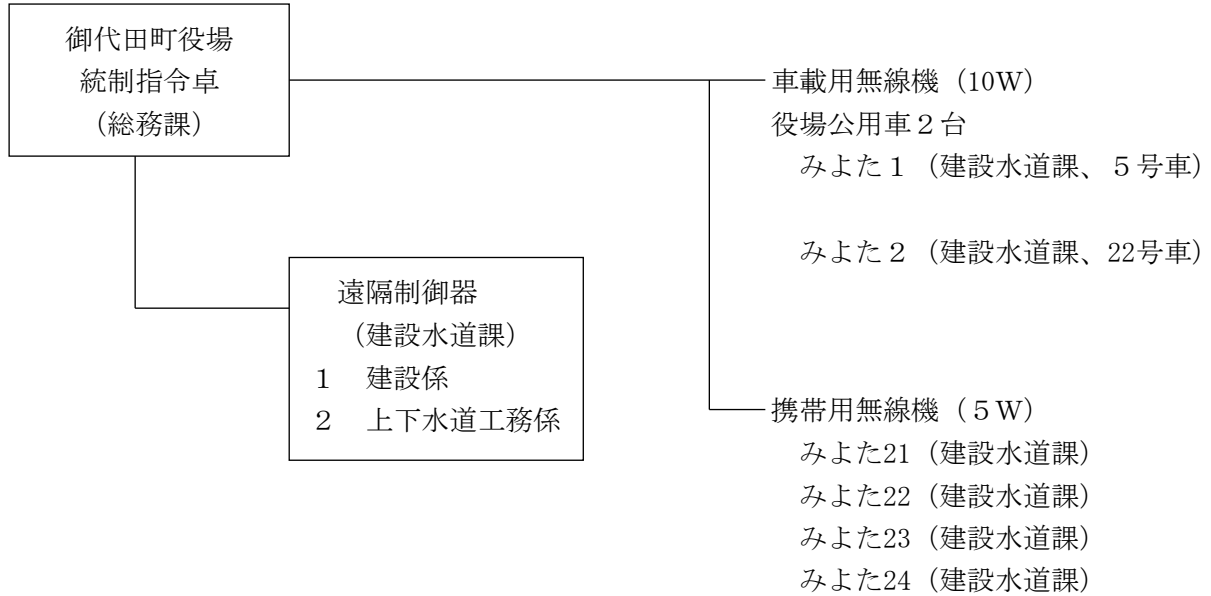 御代田町役場
統制指令卓
(総務課)
車載用無線機(10W)
役場公用車2台
みよた1(建設水道課、5号車)
みよた2(建設水道課、22号車)
遠隔制御器
(建設水道課)
1 建設係
2 上下水道工務係
携帯用無線機(5W)
みよた21(建設水道課)
みよた22(建設水道課)
みよた23(建設水道課)
みよた24(建設水道課)